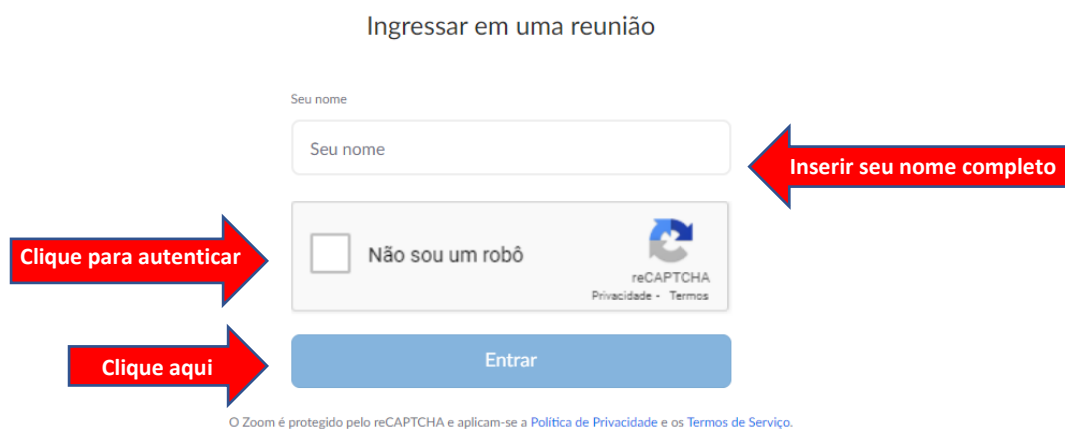 Ingressar em uma reunião
Seu nome
Seu nome
Inserir seu nome completo
Clique para autenticar
Não sou um robô
reCAPTCHA
Privacidade - Termos
Clique aqui
Entrar
O Zoom é protegido pelo reCAPTCHA e aplicam-se a Política de Privacidade e os Termos de Serviço.